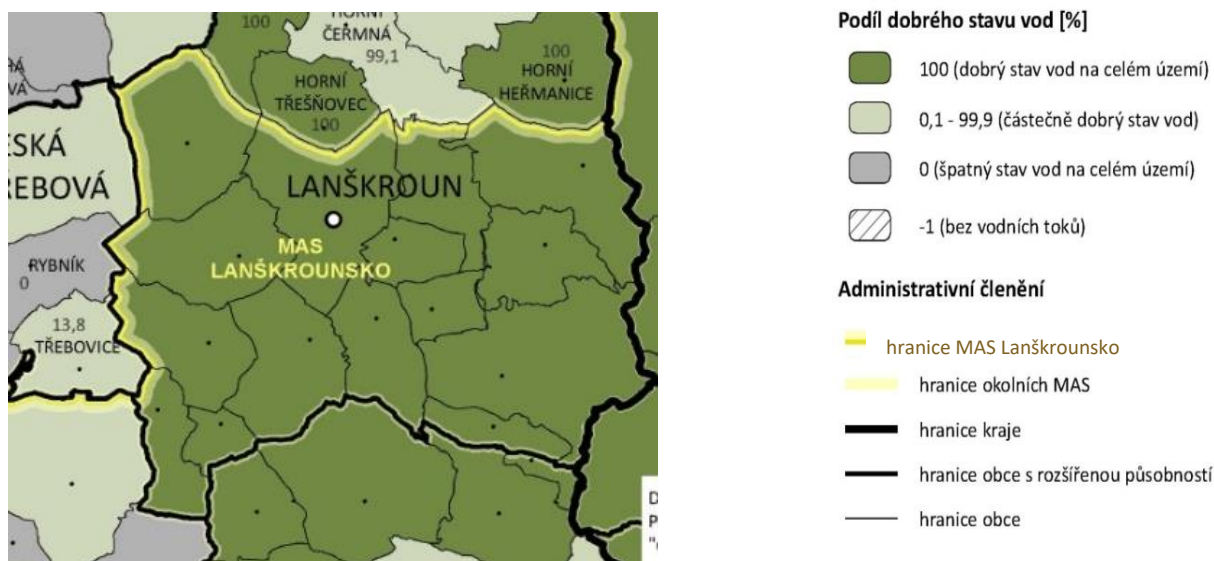 100
HORNÍ
ČERMNÁ
99,1
100
HORNÍ
HEŘMANICE
HORNÍ
TŘEŠŇOVEC
100
LANŠKROUN
MAS
LANŠKROUNSKO
RYBNÍK
0
13,8
TŘEBOVICE
Podíl dobrého stavu vod [%]
100 (dobrý stav vod na celém území)
0,1 - 99,9 (částečně dobrý stav vod)
0 (špatný stav vod na celém území)
-1 (bez vodních toků)
Administrativní členění
hranice MAS Lanškrounsko
hranice okolních MAS
hranice kraje
hranice obce s rozšířenou působností
hranice obce